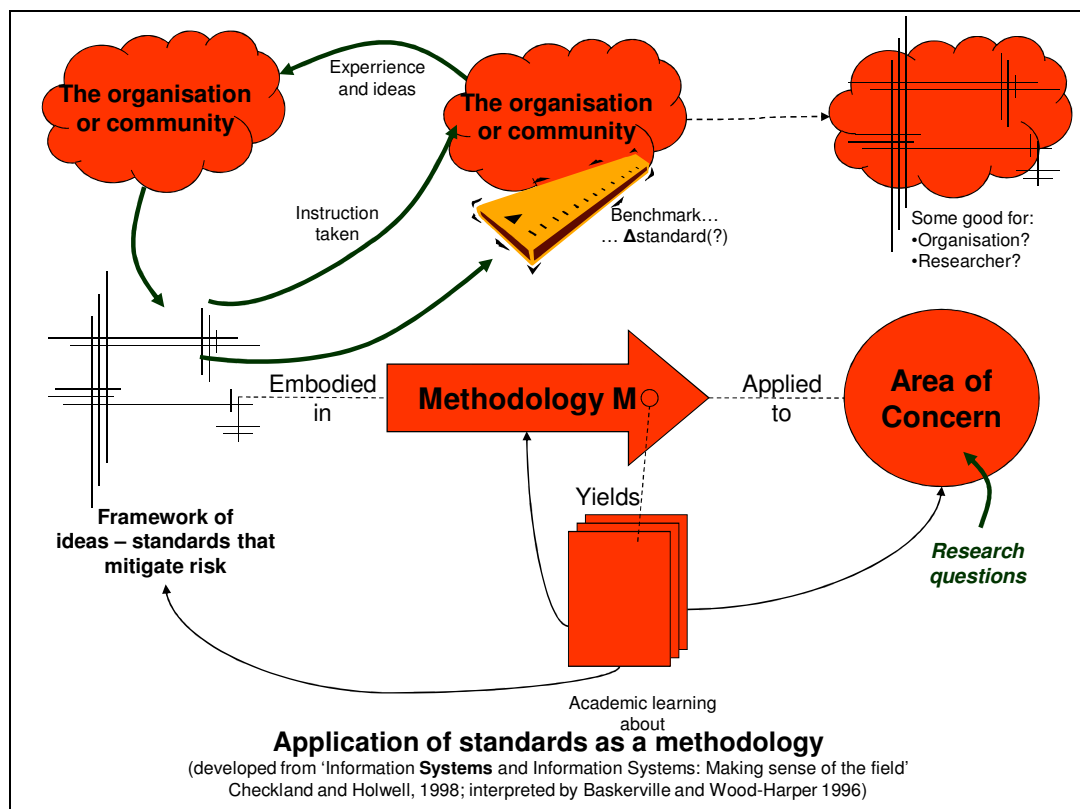 The organisation
or community
Experrience
and ideas
The organisation
or community
Instruction
taken
Benchmark…
… Δstandard(?)
Some good for:
•Organisation?
•Researcher?
Embodied
in
Methodology M
Applied
to
Area of
Concern
Framework of
ideas – standards that
mitigate risk
Yields
Research
questions
Academic learning
about
Application of standards as a methodology
(developed from ‘Information Systems and Information Systems: Making sense of the field’
Checkland and Holwell, 1998; interpreted by Baskerville and Wood-Harper 1996)